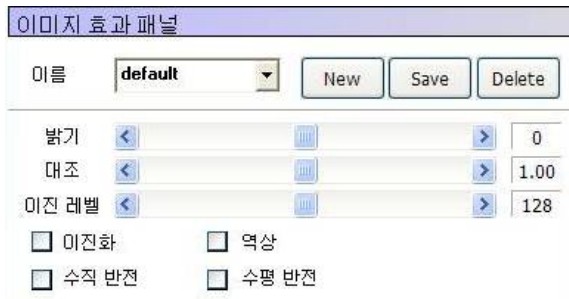 이미지 효과 패널
이름 default New Save Delete
밝기 0
대조 1.00
이진 레벨 128
이진화 역상
수직 반전 수평 반전